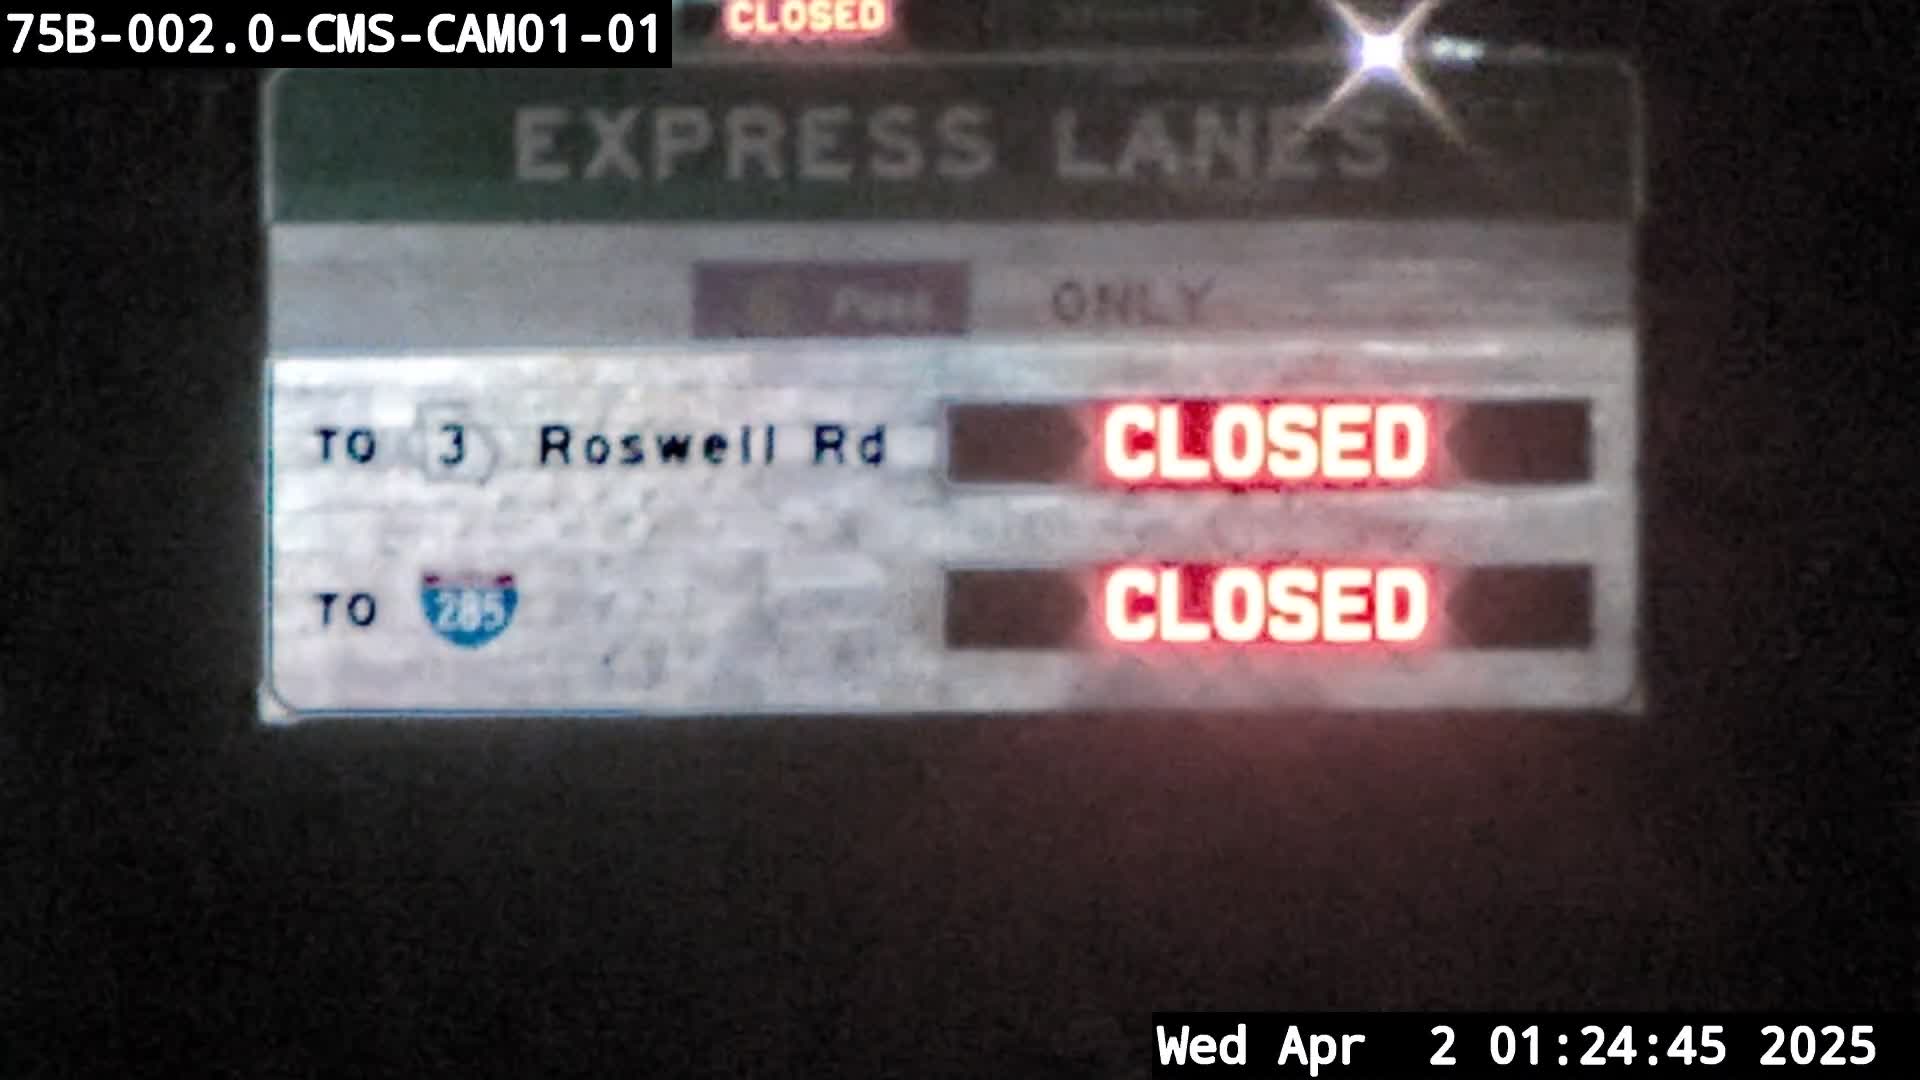 75B-002.0-CMS-CAM01-01
CLOSED
EXPRESS LANES
Pass ONLY
TO 3 Roswell Rd CLOSED
TO 285 CLOSED
Wed Apr 2 01:24:45 2025